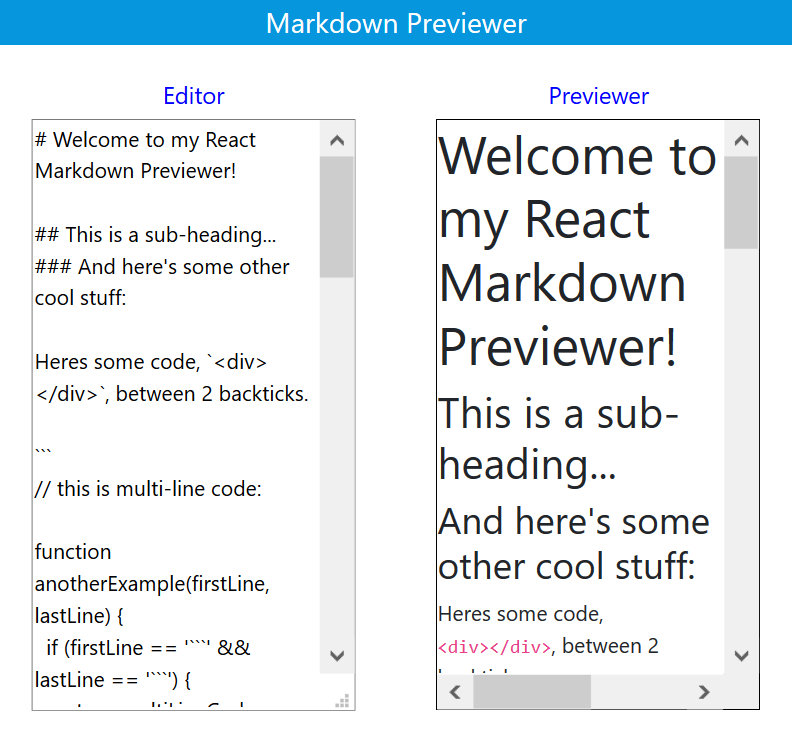 Markdown Previewer
Editor
# Welcome to my React
Markdown Previewer!
## This is a sub-heading...
### And here's some other
cool stuff:
Heres some code, `<div>
</div>`, between 2 backticks.
```
// this is multi-line code:
function
anotherExample(firstLine,
lastLine) {
if (firstLine == '```' &&
lastLine == '```') {
Previewer
Welcome to
my React
Markdown
Previewer!
This is a sub-
heading...
And here's some
other cool stuff:
Heres some code,
<div></div>, between 2